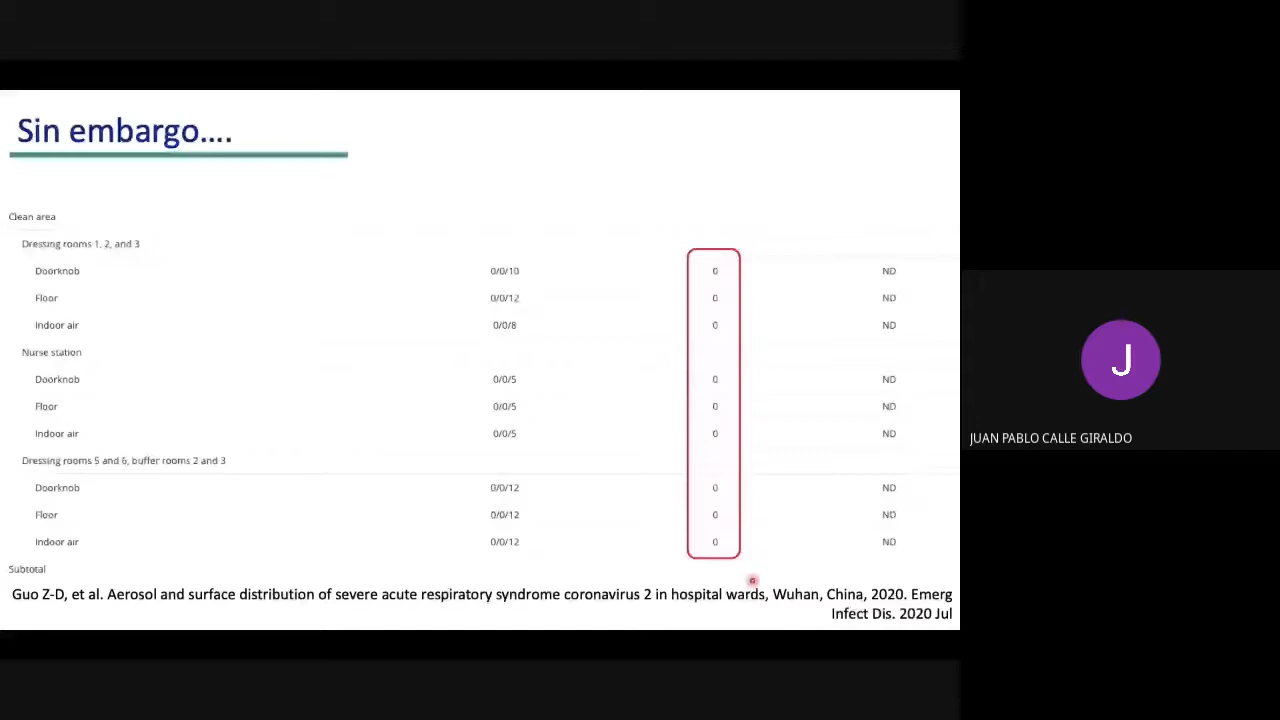 Sin embargo....
Clean area
Dressing rooms 1, 2, and 3
Doorknob 0/0/10 0 ND
Floor 0/0/12 0 ND
Indoor air 0/0/8 0 ND
Nurse station
Doorknob 0/0/5 0 ND
Floor 0/0/5 0 ND
Indoor air 0/0/5 0 ND
Dressing rooms 5 and 6, buffer rooms 2 and 3
Doorknob 0/0/12 0 ND
Floor 0/0/12 0 ND
Indoor air 0/0/12 0 ND
Subtotal
Guo Z-D, et al. Aerosol and surface distribution of severe acute respiratory syndrome coronavirus 2 in hospital wards, Wuhan, China, 2020. Emerg
Infect Dis. 2020 Jul
J
JUAN PABLO CALLE GIRALDO